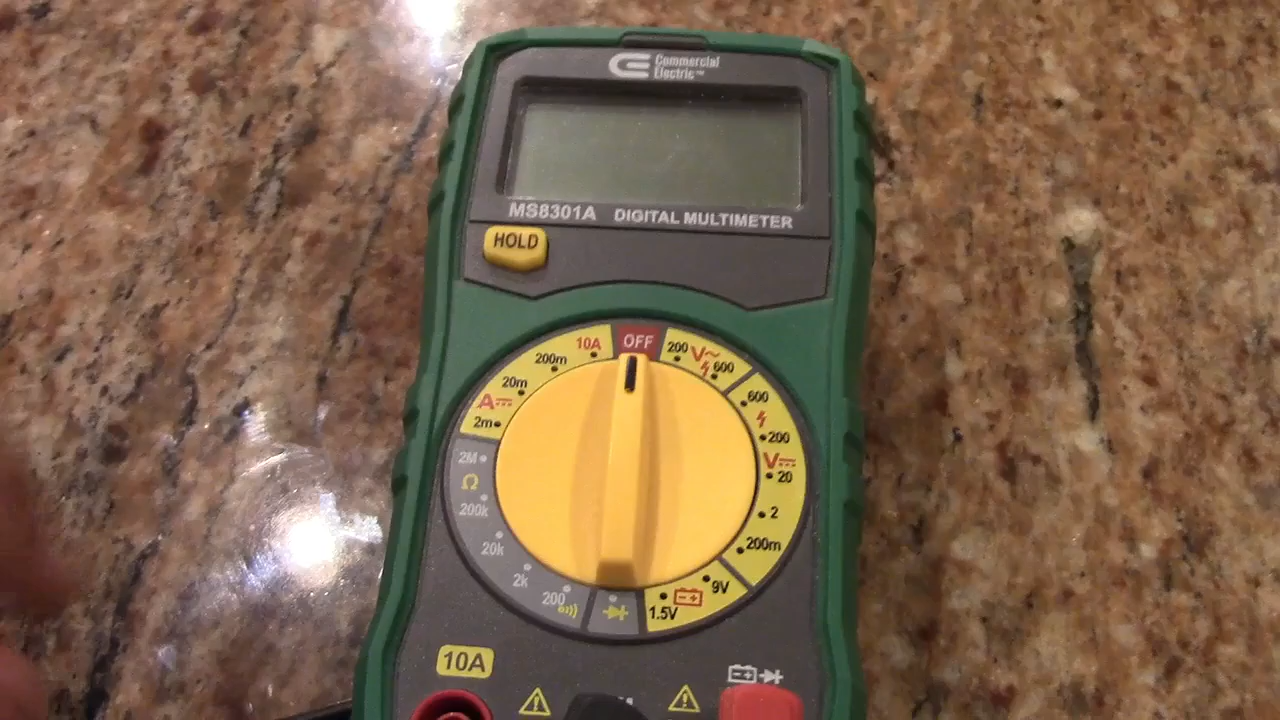 Commercial
Electric™
MS8301A DIGITAL MULTIMETER
HOLD
OFF
200 V~
600
600
200
V
20
2
200m
9V
1.5V
200
2k
20k
200k
Ω
2M
2m
A
20m
200m
10A
10A